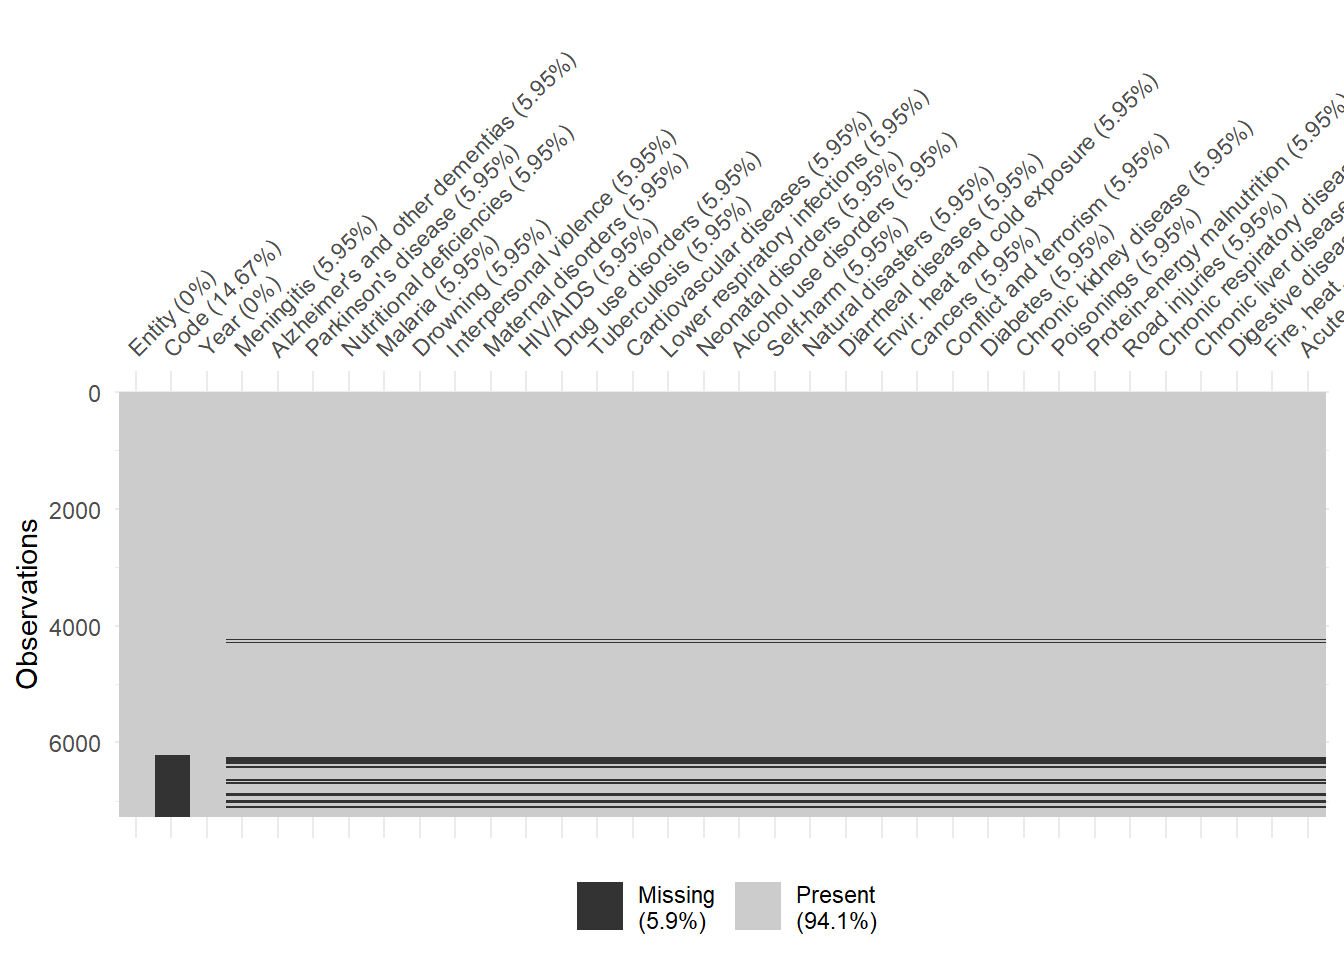 Entity (0%)
Code (14.67%)
Year (0%)
Meningitis (5.95%)
Alzheimer's and other dementias (5.95%)
Parkinson's disease (5.95%)
Nutritional deficiencies (5.95%)
Malaria (5.95%)
Drowning (5.95%)
Interpersonal violence (5.95%)
Maternal disorders (5.95%)
HIV/AIDS (5.95%)
Drug use disorders (5.95%)
Tuberculosis (5.95%)
Cardiovascular diseases (5.95%)
Lower respiratory infections (5.95%)
Neonatal disorders (5.95%)
Alcohol use disorders (5.95%)
Self-harm (5.95%)
Natural disasters (5.95%)
Diarrheal diseases (5.95%)
Envir. heat and cold exposure (5.95%)
Cancers (5.95%)
Conflict and terrorism (5.95%)
Diabetes (5.95%)
Chronic kidney disease (5.95%)
Poisonings (5.95%)
Protein-energy malnutrition (5.95%)
Road injuries (5.95%)
Chronic respiratory
Chronic liver
Digestive
Fire, heat
Acute
0
2000
4000
6000
Observations
Missing
(5.9%)
Present
(94.1%)